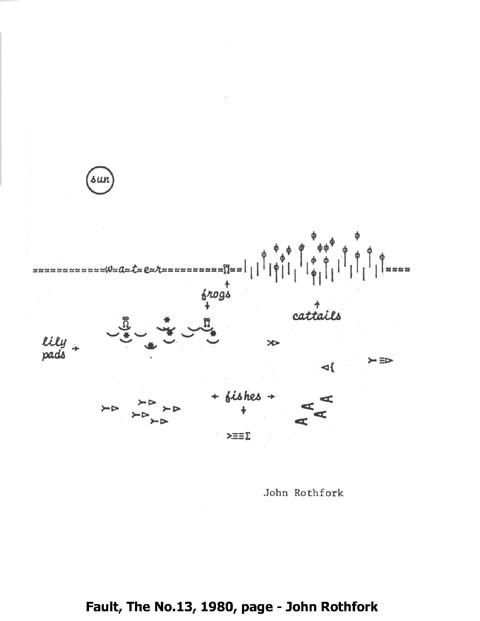 sun
≈≈≈≈≈≈≈≈≈≈≈≈w≈a≈t≈e≈r≈≈≈≈≈≈≈≈≈≈
frogs
cattails
lily
pads
← fishes →
>≡≡Σ
John Rothfork
Fault, The No.13, 1980, page - John Rothfork